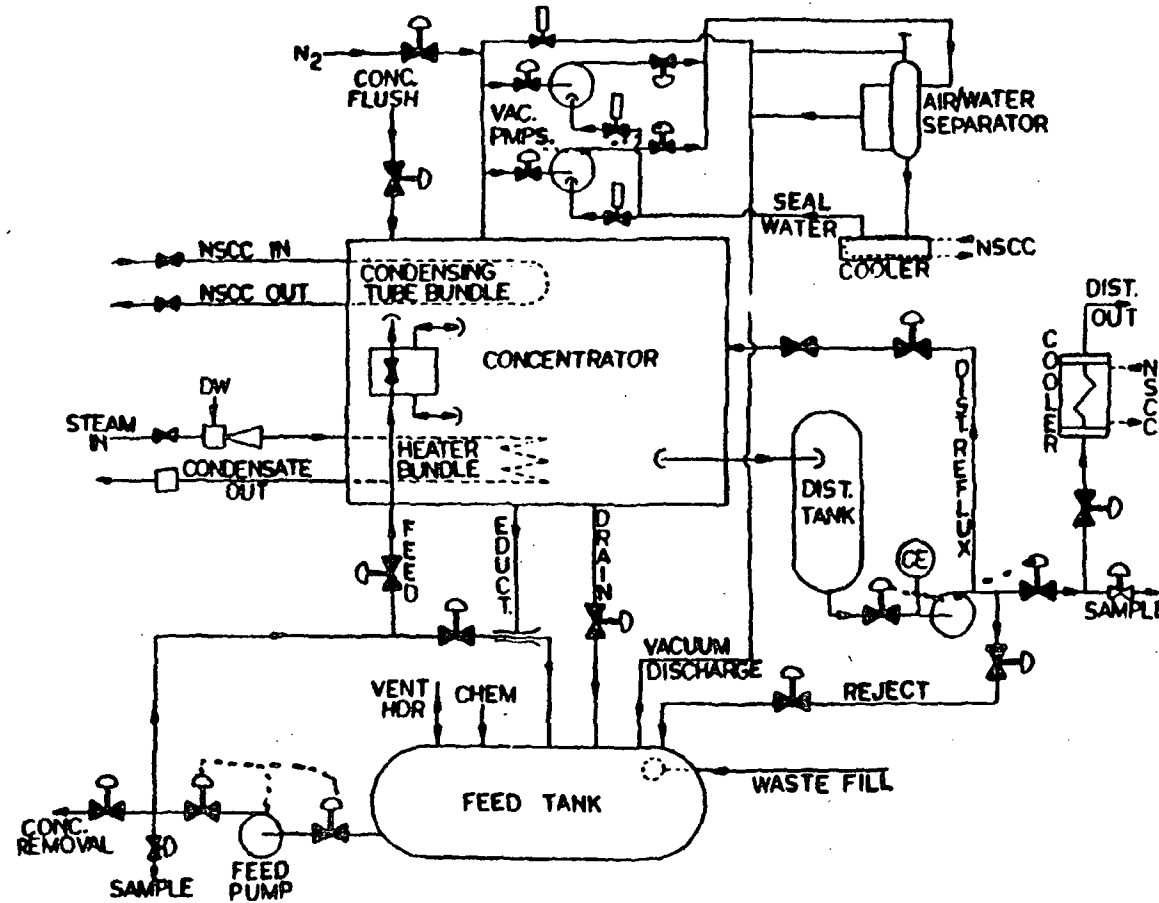 N2
CONC.
FLUSH
VAC.
PMPS.
AIR/WATER
SEPARATOR
SEAL
WATER
NSCC
COOLER
NSCC IN
NSCC OUT
CONDENSING
TUBE BUNDLE
CONCENTRATOR
DIST.
OUT
COOLER
NSCC
DW
STEAM
IN
CONDENSATE
OUT
HEATER
BUNDLE
DIST REFLUX
DIST.
TANK
FEED
EDUCT.
DRAIN
CE
SAMPLE
VACUUM
DISCHARGE
REJECT
VENT
HDR
CHEM
WASTE FILL
FEED TANK
CONC.
REMOVAL
SAMPLE
FEED
PUMP